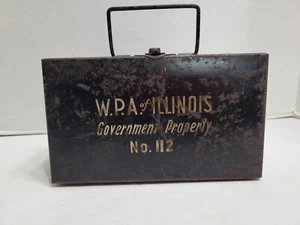 W.P.A of ILLINOIS
Government Property
No. 112